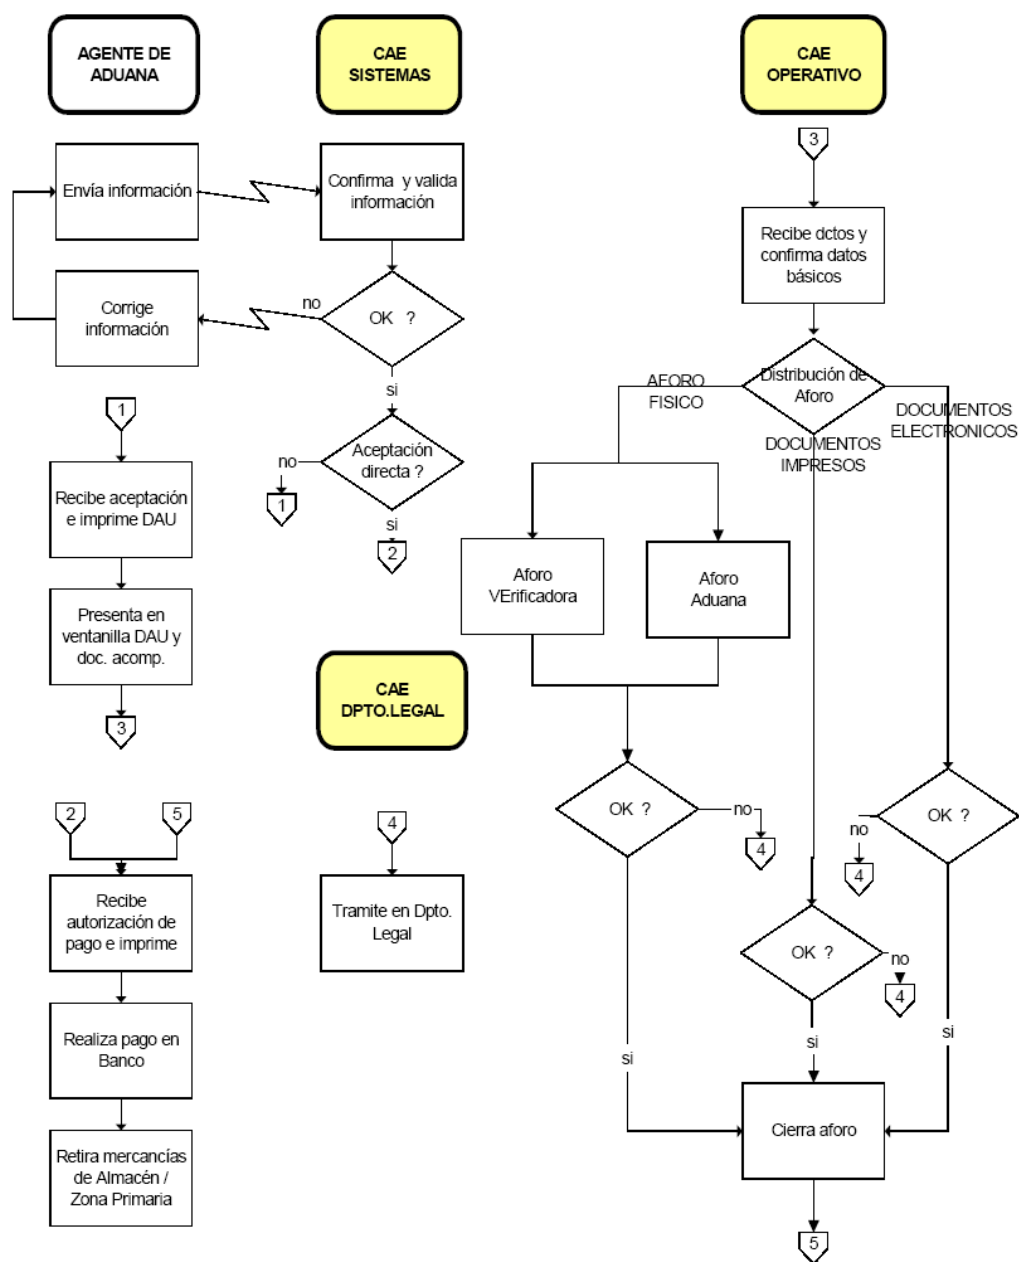 AGENTE DE
ADUANA
CAE
SISTEMAS
CAE
OPERATIVO
3
Envía información
Confirma y valida
información
Recibe dctos y
confirma datos
básicos
Corrige
información
no
OK ?
si
Distribución de
Aforo
AFORO
FISICO
DOCUMENTOS
ELECTRONICOS
DOCUMENTOS
IMPRESOS
1
Aceptación
directa ?
no
1
si
2
Recibe aceptación
e imprime DAU
Aforo
VErificadora
Aforo
Aduana
Presenta en
ventanilla DAU y
doc. acomp.
3
CAE
DPTO.LEGAL
2
5
4
OK ?
no
4
OK ?
no
4
Recibe
autorización de
pago e imprime
Tramite en Dpto.
Legal
OK ?
no
4
Realiza pago en
Banco
si
si
si
Cierra aforo
Retira mercancías
de Almacén /
Zona Primaria
5